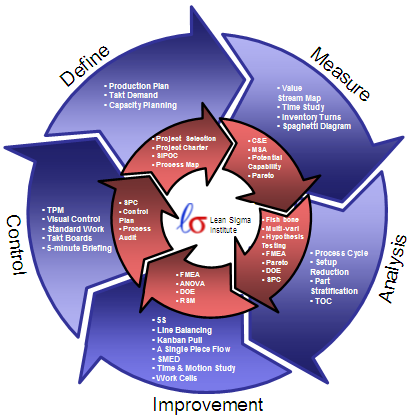 Define
• Production Plan
• Takt Demand
• Capacity Planning
Measure
• Value
Stream Map
• Time Study
• Inventory Turns
• Spaghetti Diagram
• Project Selection
• Project Charter
• SIPOC
• Process Map
• C&E
• MSA
• Potential
Capability
• Pareto
• SPC
• Control
Plan
• Process
Audit
lσ Lean Sigma
Institute
• Fish bone
• Multi-vari
• Hypothesis
Testing
• FMEA
• Pareto
• DOE
• SPC
• FMEA
• ANOVA
• DOE
• RSM
Control
• TPM
• Visual Control
• Standard Work
• Takt Boards
• 5-minute Briefing
Analysis
• Process Cycle
• Setup
Reduction
• Part
Stratification
• TOC
• 5S
• Line Balancing
• Kanban Pull
• A Single Piece Flow
• SMED
• Time & Motion Study
• Work Cells
Improvement